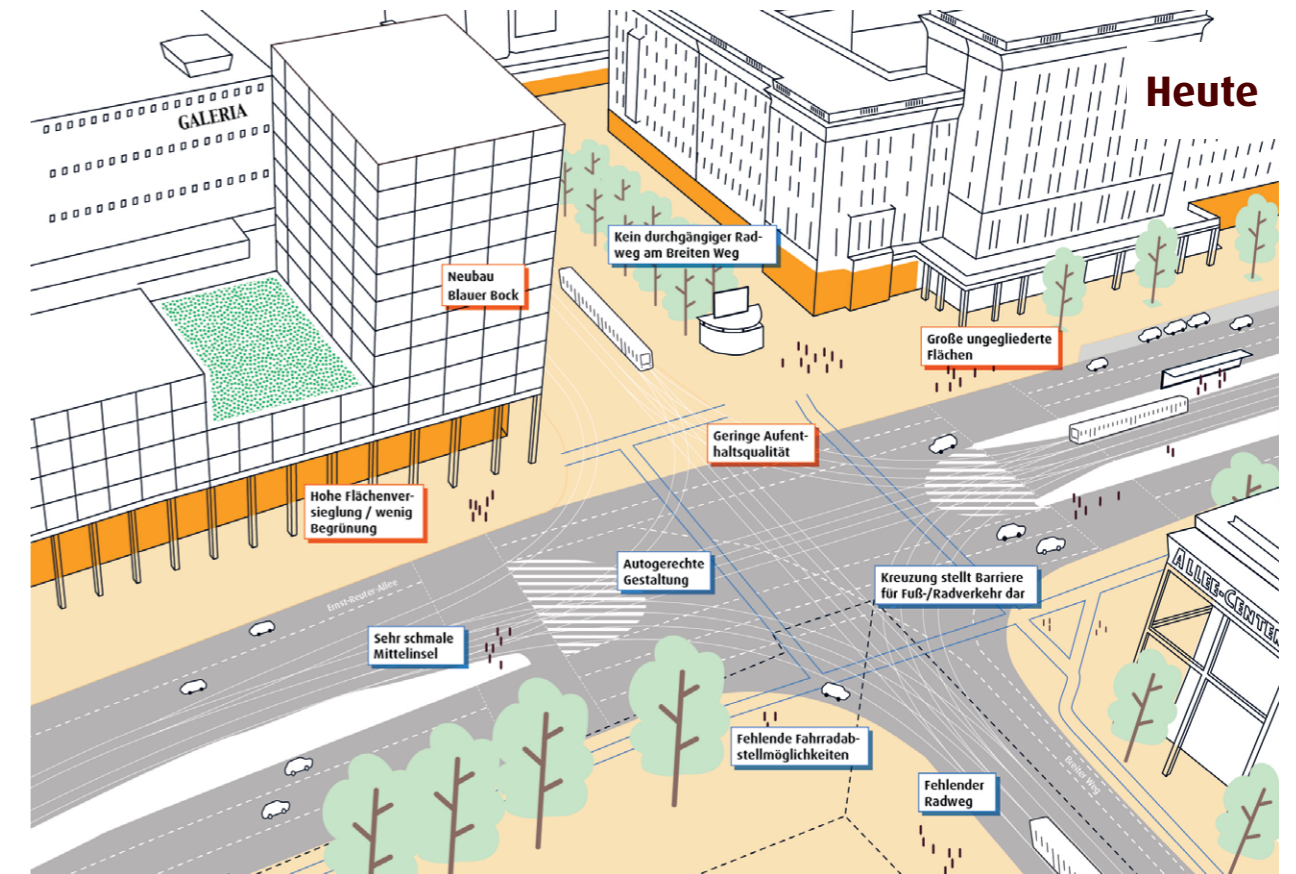 Heute
GALERIA
Kein durchgängiger Rad-
weg am Breiten Weg
Neubau
Blauer Bock
Große ungegliederte
Flächen
Geringe Aufent-
haltsqualität
Hohe Flächenver-
sieglung / wenig
Begrünung
Autogerechte
Gestaltung
Kreuzung stellt Barriere
für Fuß-/Radverkehr dar
ALLEE-CENTER
Ernst-Reuter-Allee
Sehr schmale
Mittelinsel
Fehlende Fahrradab-
stellmöglichkeiten
Breiter Weg
Fehlender
Radweg